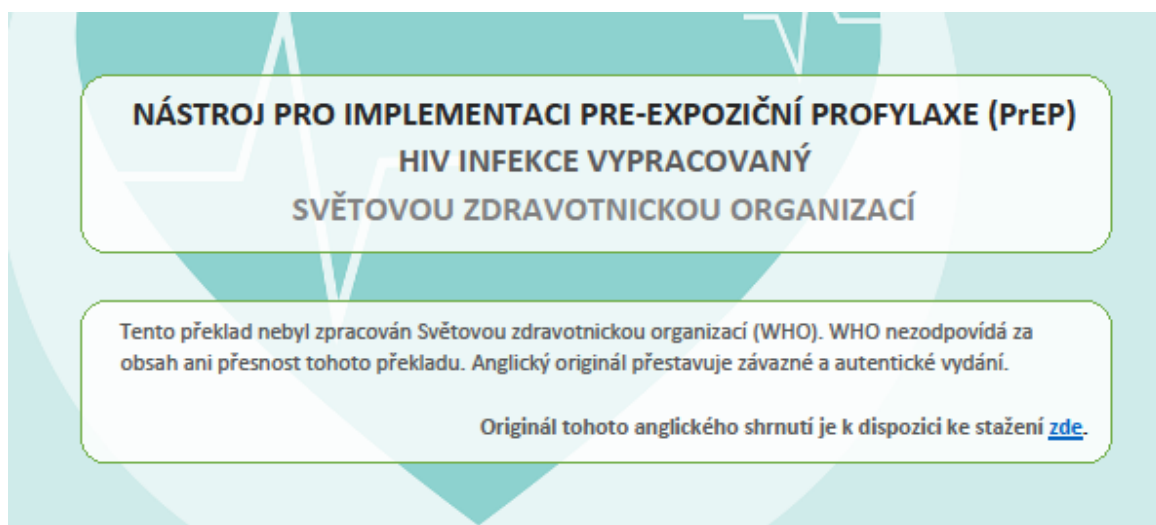 NÁSTROJ PRO IMPLEMENTACI PRE-EXPOZIČNÍ PROFYLAXE (PrEP)
HIV INFEKCE VYPRACOVANÝ
SVĚTOVOU ZDRAVOTNICKOU ORGANIZACÍ
Tento překlad nebyl zpracován Světovou zdravotnickou organizací (WHO). WHO nezodpovídá za
obsah ani přesnost tohoto překladu. Anglický originál přestavuje závazné a autentické vydání.
Originál tohoto anglického shrnutí je k dispozici ke stažení zde.